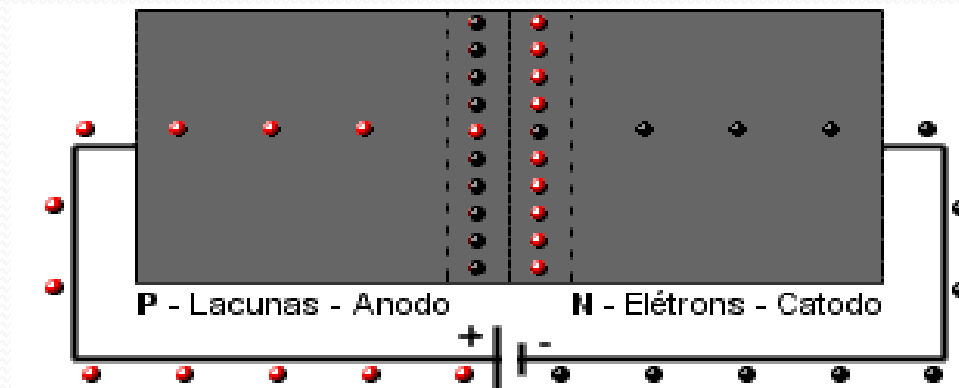 P - Lacunas - Anodo N - Elétrons - Catodo
+ -